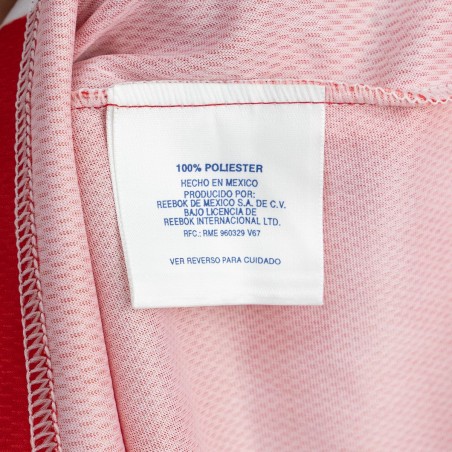 100% POLIESTER
HECHO EN MEXICO
PRODUCIDO POR:
REEBOK DE MEXICO S.A. DE C.V.
BAJO LICENCIA DE
REEBOK INTERNACIONAL LTD.
RFC.: RME 960329 V67
VER REVERSO PARA CUIDADO